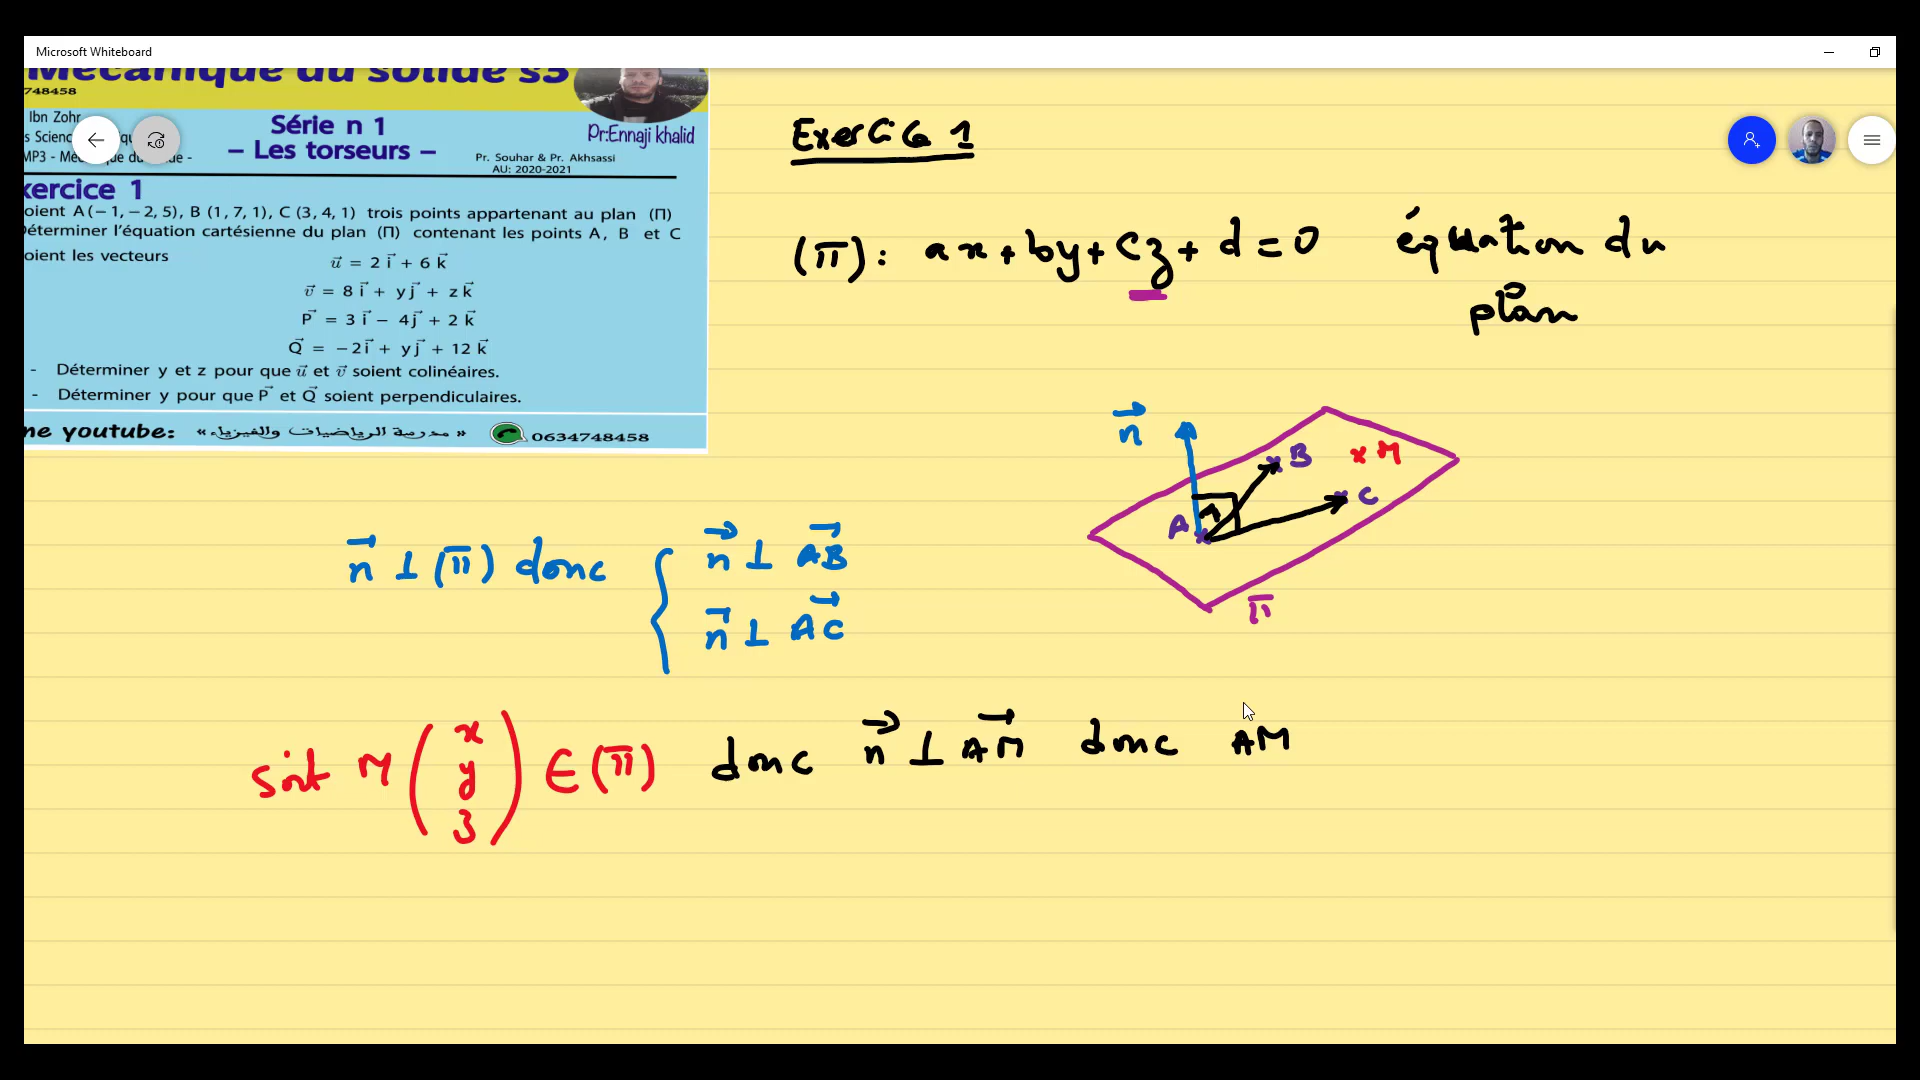 Microsoft Whiteboard
Mécanique du solide s3
748458
Ibn Zohr
Pr:Ennaji khalid
Série n 1
– Les torseurs –
Pr. Souhar & Pr. Akhsassi
AU: 2020-2021
xercice 1
oient A(−1,−2,5), B (1,7,1), C (3,4,1) trois points appartenant au plan (Π)
éterminer l'équation cartésienne du plan (Π) contenant les points A, B et C
oient les vecteurs
u⃗ = 2 i⃗ + 6 k⃗
v⃗ = 8 i⃗ + y j⃗ + z k⃗
P⃗ = 3 i⃗ − 4 j⃗ + 2 k⃗
Q⃗ = −2 i⃗ + y j⃗ + 12 k⃗
- Déterminer y et z pour que u⃗ et v⃗ soient colinéaires.
- Déterminer y pour que P⃗ et Q⃗ soient perpendiculaires.
ne youtube: «مدرسة الرياضيات والفيزياء» 0634748458
Exercice 1
(π): ax + by + cz + d = 0 équation du
plan
n⃗
B
x M
C
A
π
n⃗ ⊥ (π) donc { n⃗ ⊥ AB⃗
n⃗ ⊥ AC⃗
soit M (x y z) ∈ (π) donc n⃗ ⊥ AM⃗ donc AM